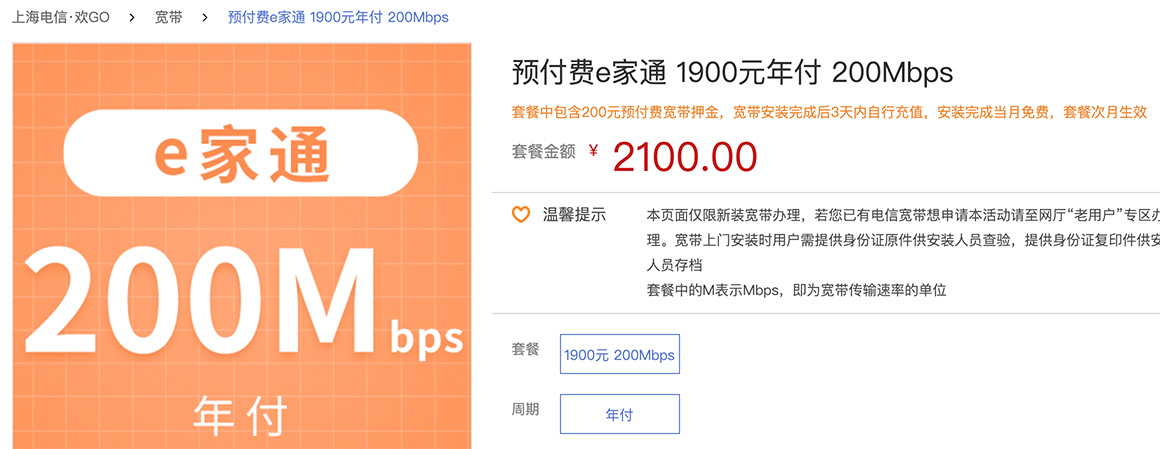 上海电信·欢GO > 宽带 > 预付费e家通 1900元年付 200Mbps
e家通
200Mbps
年付
预付费e家通 1900元年付 200Mbps
套餐中包含200元预付费宽带押金，宽带安装完成后3天内自行充值，安装完成当月免费，套餐次月生效
套餐金额 ¥ 2100.00
温馨提示
本页面仅限新装宽带办理，若您已有电信宽带想申请本活动请至网厅“老用户”专区办
理。宽带上门安装时用户需提供身份证原件供安装人员查验，提供身份证复印件供安
人员存档
套餐中的M表示Mbps，即为宽带传输速率的单位
套餐 1900元 200Mbps
周期 年付